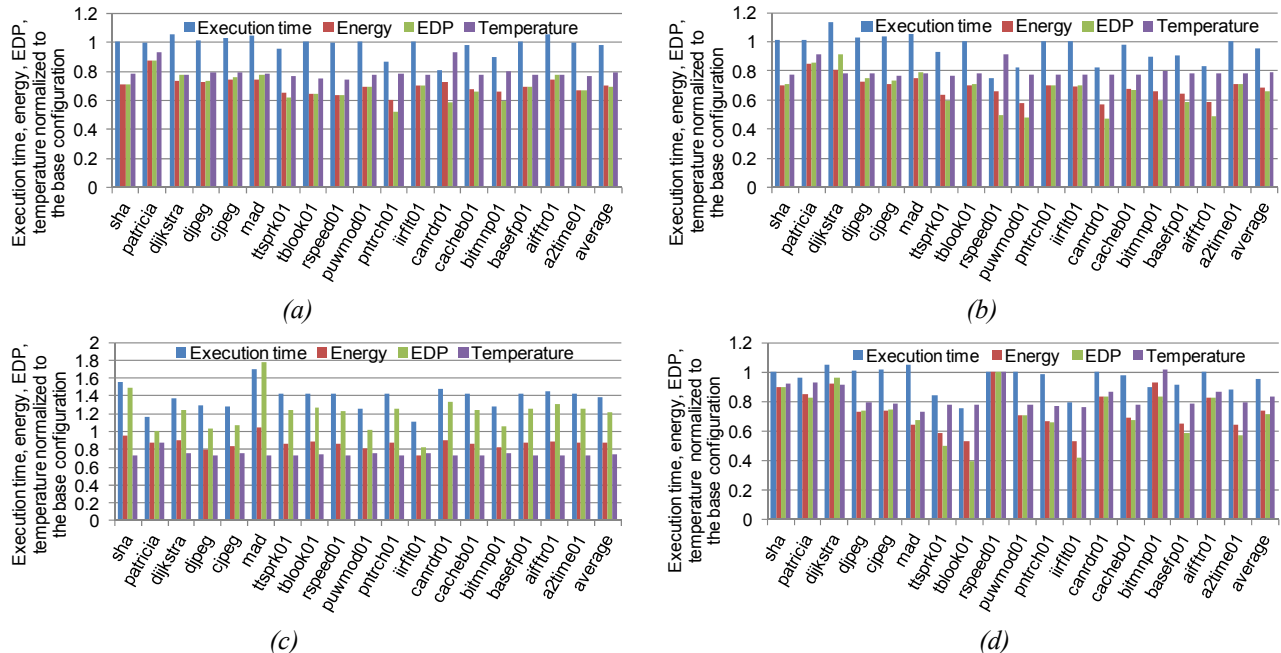 Execution time, energy, EDP,
temperature normalized to
the base configuration
1.2
1
0.8
0.6
0.4
0.2
0
Execution time Energy EDP Temperature
sha
patricia
dijkstra
djpeg
cjpeg
mad
ttsprk01
tblook01
rspeed01
puwmod01
pntrch01
iirflt01
canrdr01
cacheb01
bitmnp01
basefp01
aifftr01
a2time01
average
(a)
Execution time, energy, EDP,
temperature normalized to
the base configuration
1.2
1
0.8
0.6
0.4
0.2
0
Execution time Energy EDP Temperature
sha
patricia
dijkstra
djpeg
cjpeg
mad
ttsprk01
tblook01
rspeed01
puwmod01
pntrch01
iirflt01
canrdr01
cacheb01
bitmnp01
basefp01
aifftr01
a2time01
average
(b)
Execution time, energy, EDP,
temperature normalized to
the base configuration
2
1.8
1.6
1.4
1.2
1
0.8
0.6
0.4
0.2
0
Execution time Energy EDP Temperature
sha
patricia
dijkstra
djpeg
cjpeg
mad
ttsprk01
tblook01
rspeed01
puwmod01
pntrch01
iirflt01
canrdr01
cacheb01
bitmnp01
basefp01
aifftr01
a2time01
average
(c)
Execution time, energy, EDP,
temperature normalized to
the base configuration
1.2
1
0.8
0.6
0.4
0.2
0
Execution time Energy EDP Temperature
sha
patricia
dijkstra
djpeg
cjpeg
mad
ttsprk01
tblook01
rspeed01
puwmod01
pntrch01
iirflt01
canrdr01
cacheb01
bitmnp01
basefp01
aifftr01
a2time01
average
(d)